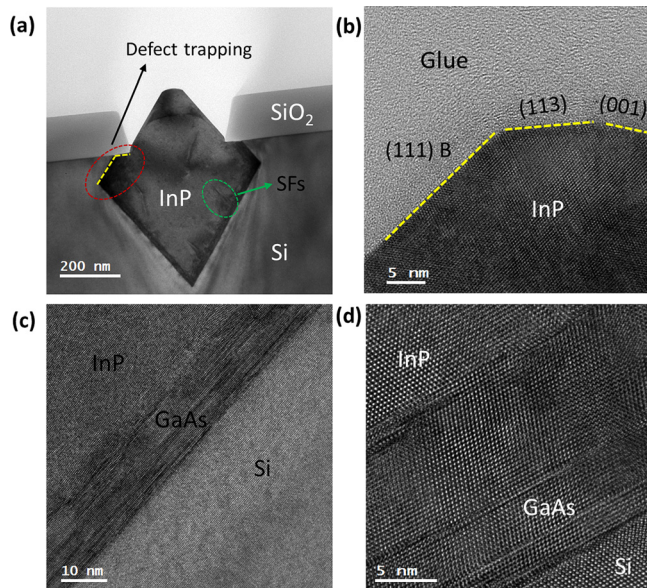 (a)
Defect trapping
SiO2
InP
SFs
Si
200 nm
(b)
Glue
(111) B
(113)
(001)
InP
5 nm
(c)
InP
GaAs
Si
10 nm
(d)
InP
GaAs
Si
5 nm